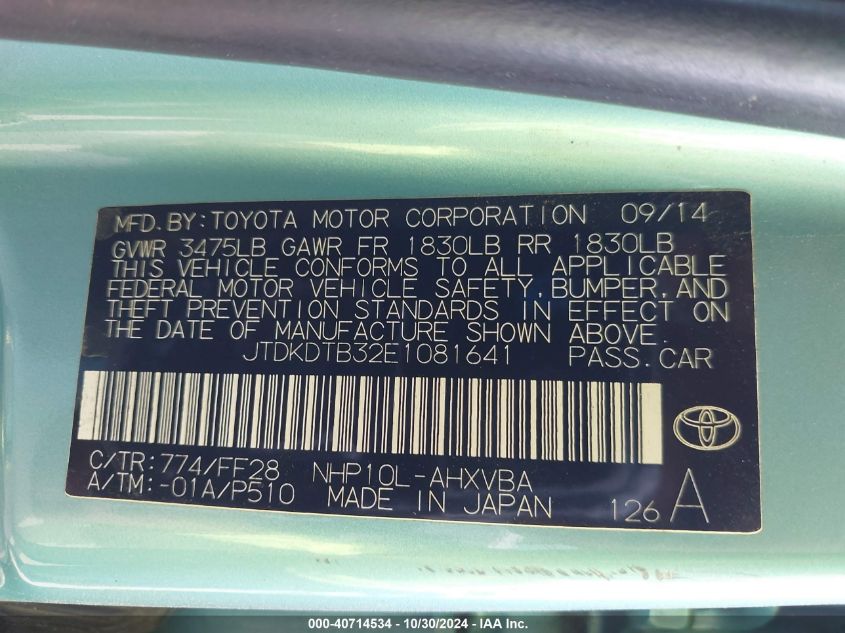 MFD.BY:TOYOTA MOTOR CORPORATION 09/14
GVWR 3475LB GAWR FR 1830LB RR 1830LB
THIS VEHICLE CONFORMS TO ALL APPLICABLE
FEDERAL MOTOR VEHICLE SAFETY,BUMPER,AND
THEFT PREVENTION STANDARDS IN EFFECT ON
THE DATE OF MANUFACTURE SHOWN ABOVE.
JTDKDTB32E1081641 PASS.CAR
C/TR:774/FF28 NHP10L-AHXVBA
A/TM:-01A/P510 MADE IN JAPAN 126 A
000-40714534 - 10/30/2024 - IAA Inc.